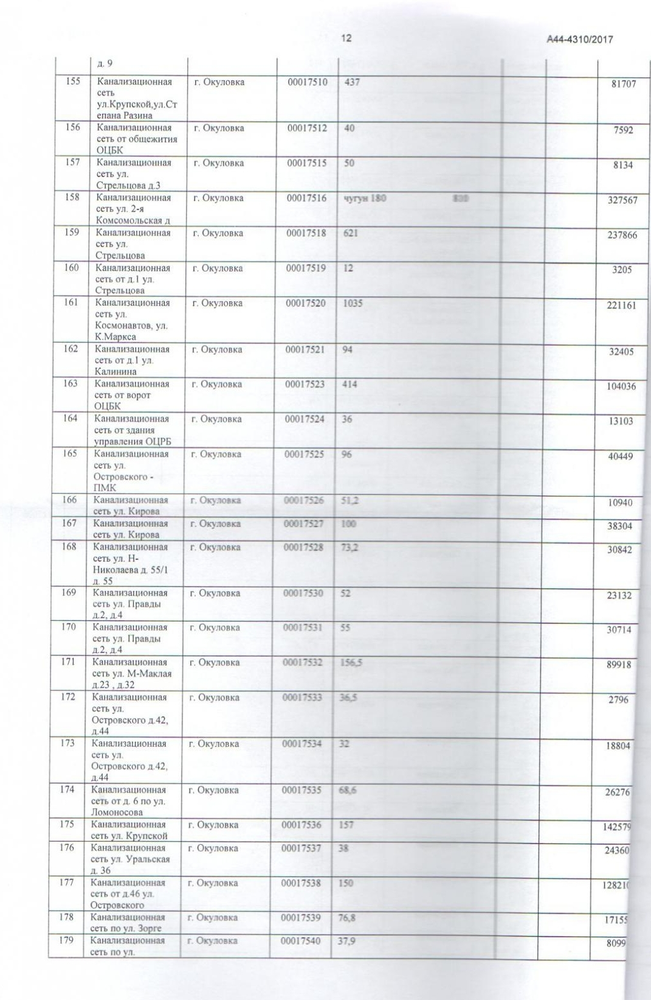 12
А44-4310/2017
д. 9
155 Канализационная г. Окуловка 00017510 437 81707
сеть
ул.Крупской,ул.Ст
епана Разина
156 Канализационная г. Окуловка 00017512 40 7592
сеть от общежития
ОЦБК
157 Канализационная г. Окуловка 00017515 50 8134
сеть ул.
Стрельцова д.3
158 Канализационная г. Окуловка 00017516 чугун 180 327567
сеть ул. 2-я
Комсомольская д
159 Канализационная г. Окуловка 00017518 621 237866
сеть ул.
Стрельцова
160 Канализационная г. Окуловка 00017519 12 3205
сеть от д.1 ул.
Стрельцова
161 Канализационная г. Окуловка 00017520 1035 221161
сеть ул.
Космонавтов, ул.
К.Маркса
162 Канализационная г. Окуловка 00017521 94 32405
сеть от д.1 ул.
Калинина
163 Канализационная г. Окуловка 00017523 414 104036
сеть от ворот
ОЦБК
164 Канализационная г. Окуловка 00017524 36 13103
сеть от здания
управления ОЦРБ
165 Канализационная г. Окуловка 00017525 96 40449
сеть ул.
Островского -
ПМК
166 Канализационная г. Окуловка 00017526 51,2 10940
сеть ул. Кирова
167 Канализационная г. Окуловка 00017527 100 38304
сеть ул. Кирова
168 Канализационная г. Окуловка 00017528 73,2 30842
сеть ул. Н-
Николаева д. 55/1
д. 55
169 Канализационная г. Окуловка 00017530 52 23132
сеть ул. Правды
д.2, д.4
170 Канализационная г. Окуловка 00017531 55 30714
сеть ул. Правды
д.2, д.4
171 Канализационная г. Окуловка 00017532 156,5 89918
сеть ул. М-Маклая
д.23 , д.32
172 Канализационная г. Окуловка 00017533 36,5 2796
сеть ул.
Островского д.42,
д.44
173 Канализационная г. Окуловка 00017534 32 18804
сеть ул.
Островского д.42,
д.44
174 Канализационная г. Окуловка 00017535 68,6 26276
сеть от д. 6 по ул.
Ломоносова
175 Канализационная г. Окуловка 00017536 157 142579
сеть ул. Крупской
176 Канализационная г. Окуловка 00017537 38 24360
сеть ул. Уральская
д. 36
177 Канализационная г. Окуловка 00017538 150 128210
сеть от д.46 ул.
Островского
178 Канализационная г. Окуловка 00017539 76,8 17155
сеть по ул. Зорге
179 Канализационная г. Окуловка 00017540 37,9 8099
сеть по ул.